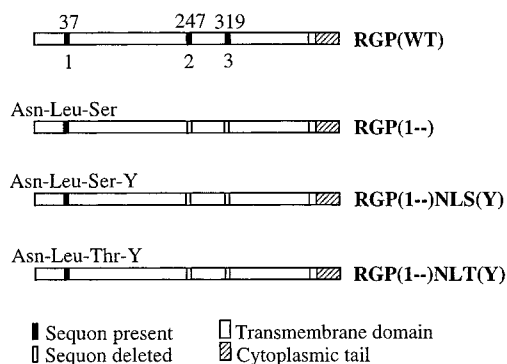 37 247 319
RGP(WT)
1 2 3
Asn-Leu-Ser
RGP(1--)
Asn-Leu-Ser-Y
RGP(1--)NLS(Y)
Asn-Leu-Thr-Y
RGP(1--)NLT(Y)
Sequon present Transmembrane domain
Sequon deleted Cytoplasmic tail